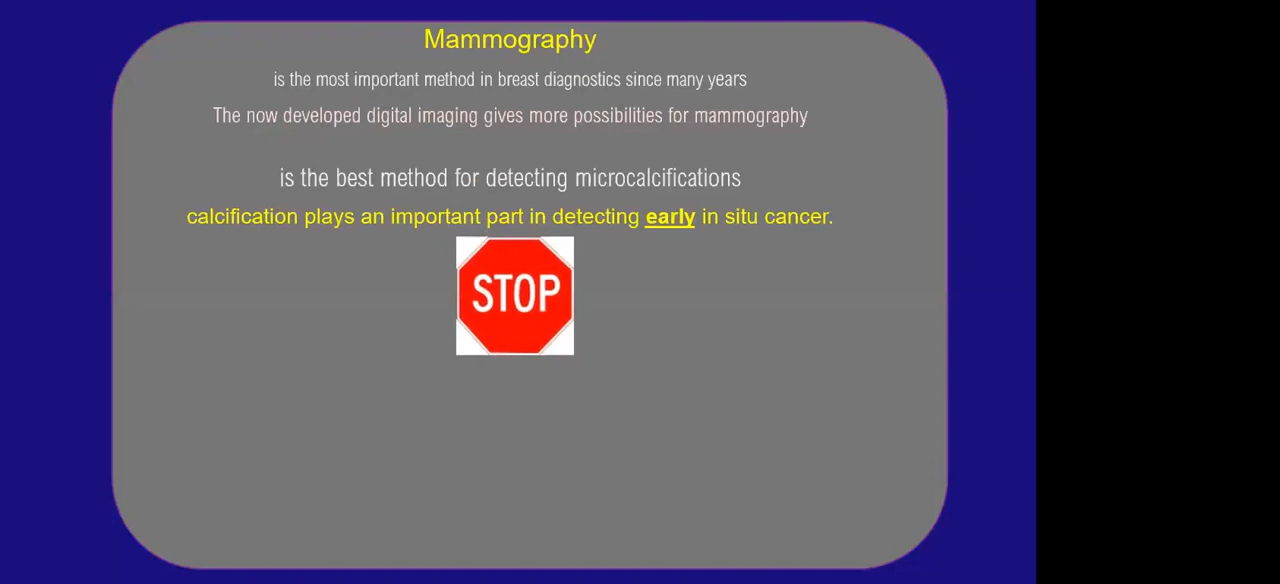 Mammography
is the most important method in breast diagnostics since many years
The now developed digital imaging gives more possibilities for mammography
is the best method for detecting microcalcifications
calcification plays an important part in detecting early in situ cancer.
STOP